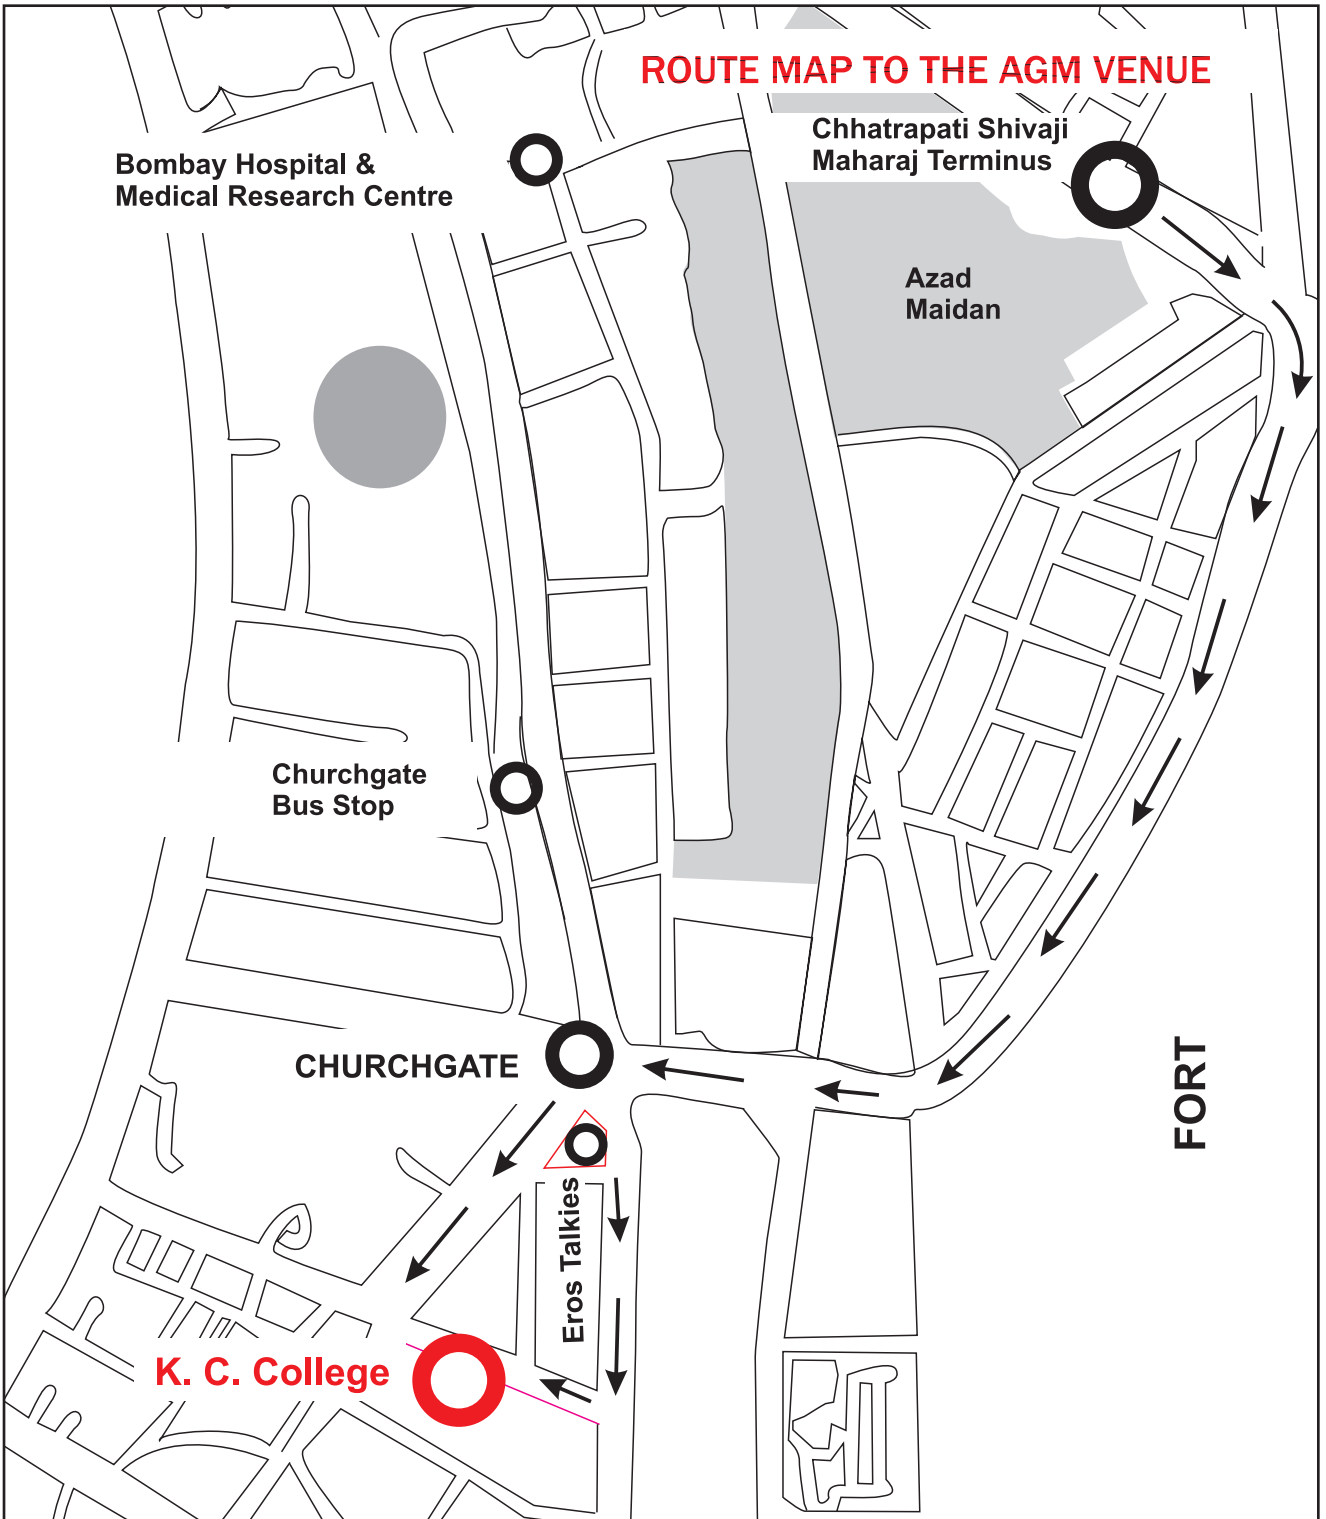 ROUTE MAP TO THE AGM VENUE
Chhatrapati Shivaji
Maharaj Terminus
Bombay Hospital &
Medical Research Centre
Azad
Maidan
Churchgate
Bus Stop
CHURCHGATE
FORT
Eros Talkies
K. C. College